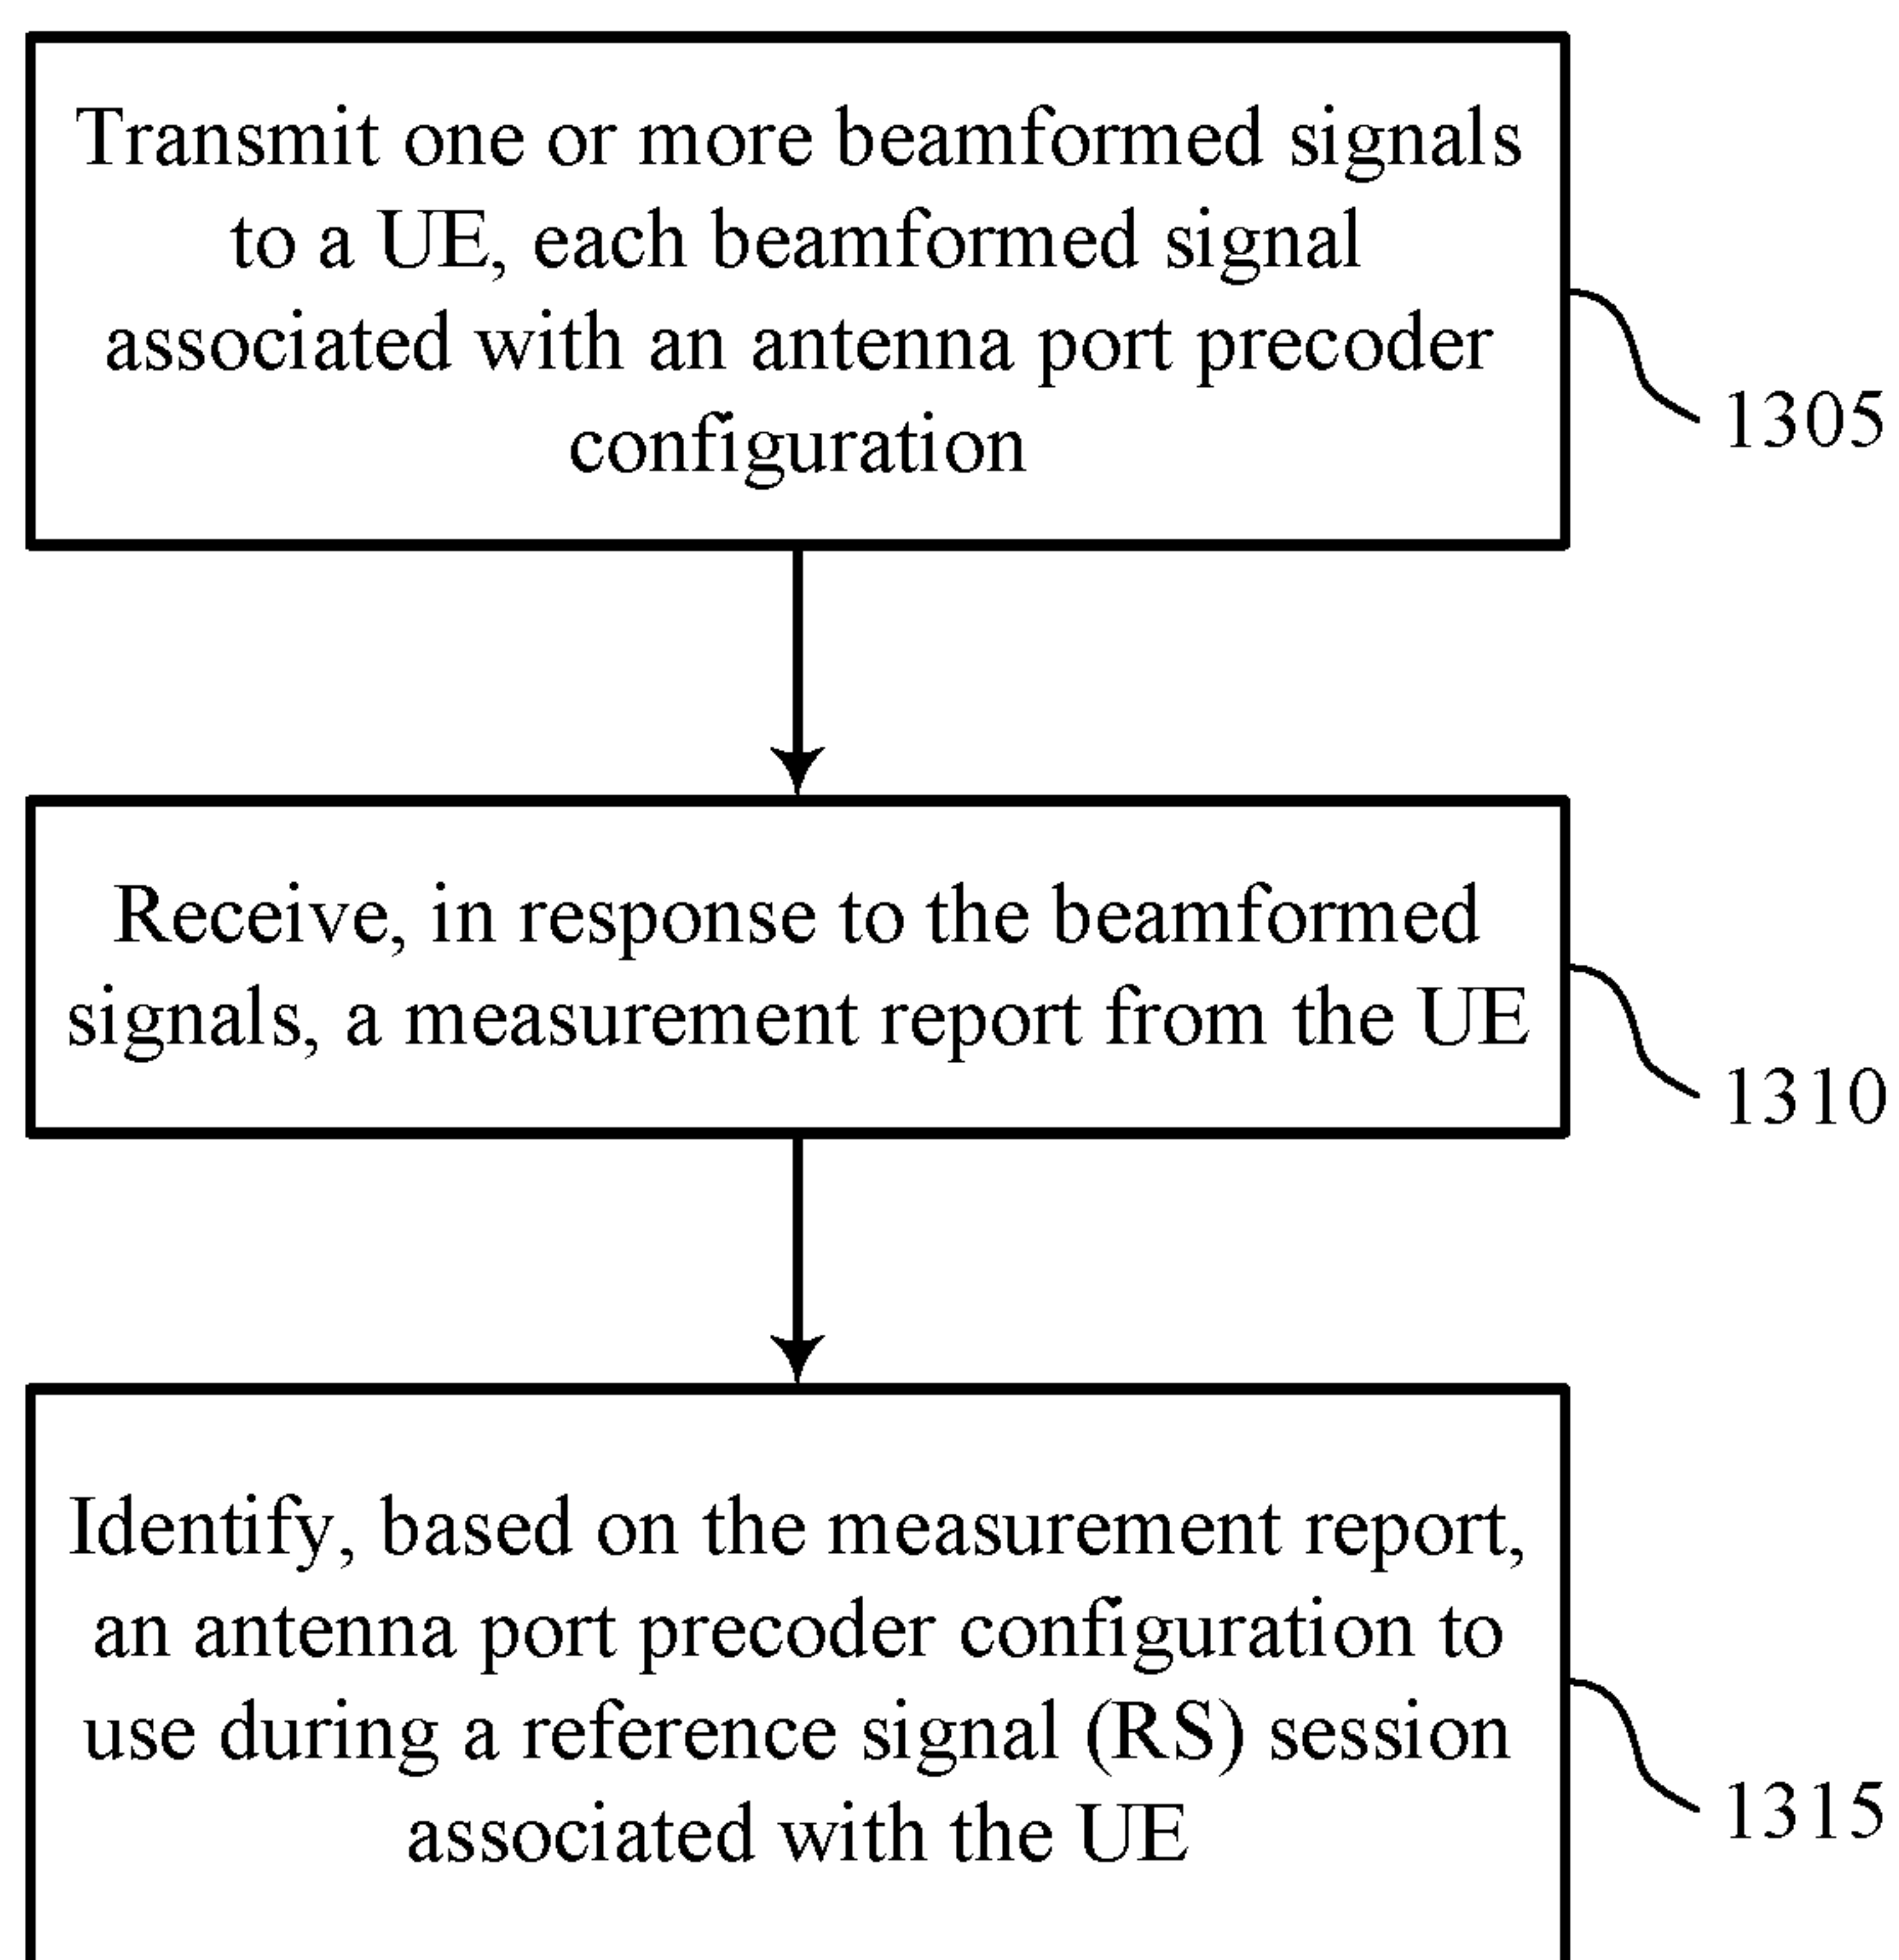 Transmit one or more beamformed signals
to a UE, each beamformed signal
associated with an antenna port precoder
configuration
1305
Receive, in response to the beamformed
signals, a measurement report from the UE
1310
Identify, based on the measurement report,
an antenna port precoder configuration to
use during a reference signal (RS) session
associated with the UE
1315